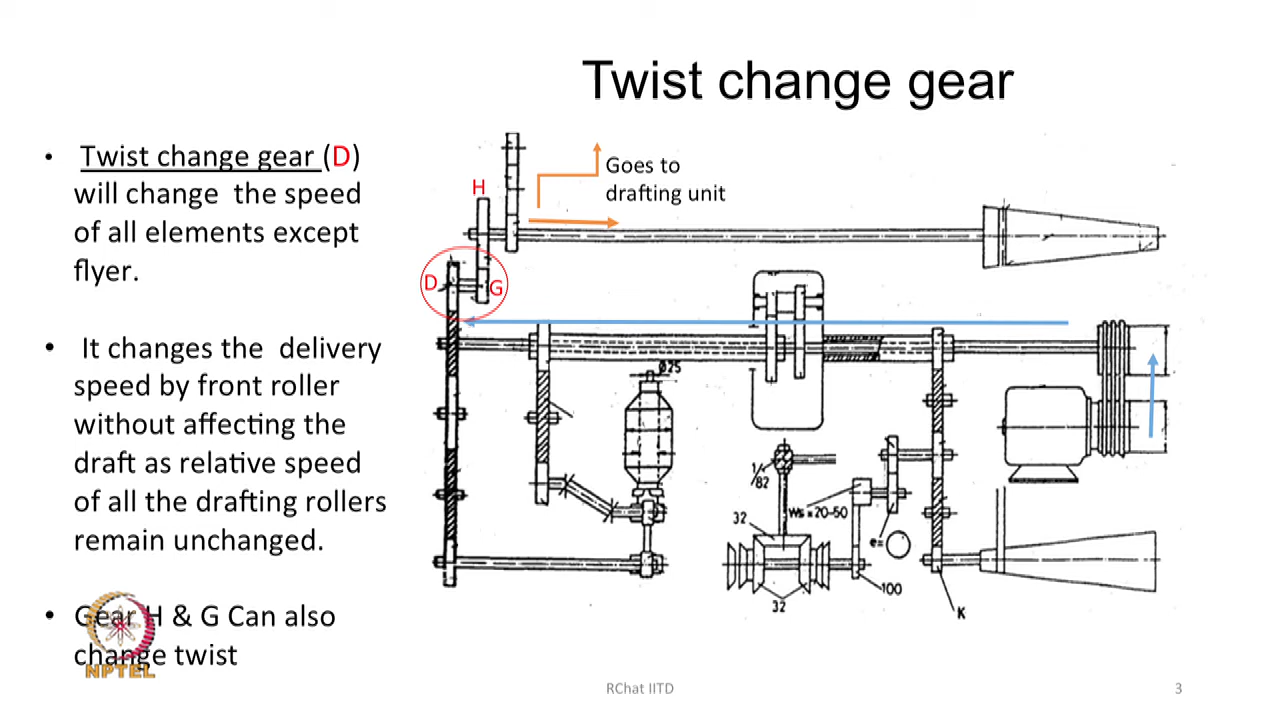 Twist change gear
• Twist change gear (D)
will change the speed
of all elements except
flyer.
• It changes the delivery
speed by front roller
without affecting the
draft as relative speed
of all the drafting rollers
remain unchanged.
• Gear H & G Can also
change twist
NPTEL
Goes to
drafting unit
H
D
G
Ø25
1/82
32
Ws=20-50
e=
32
100
K
RChat IITD
3